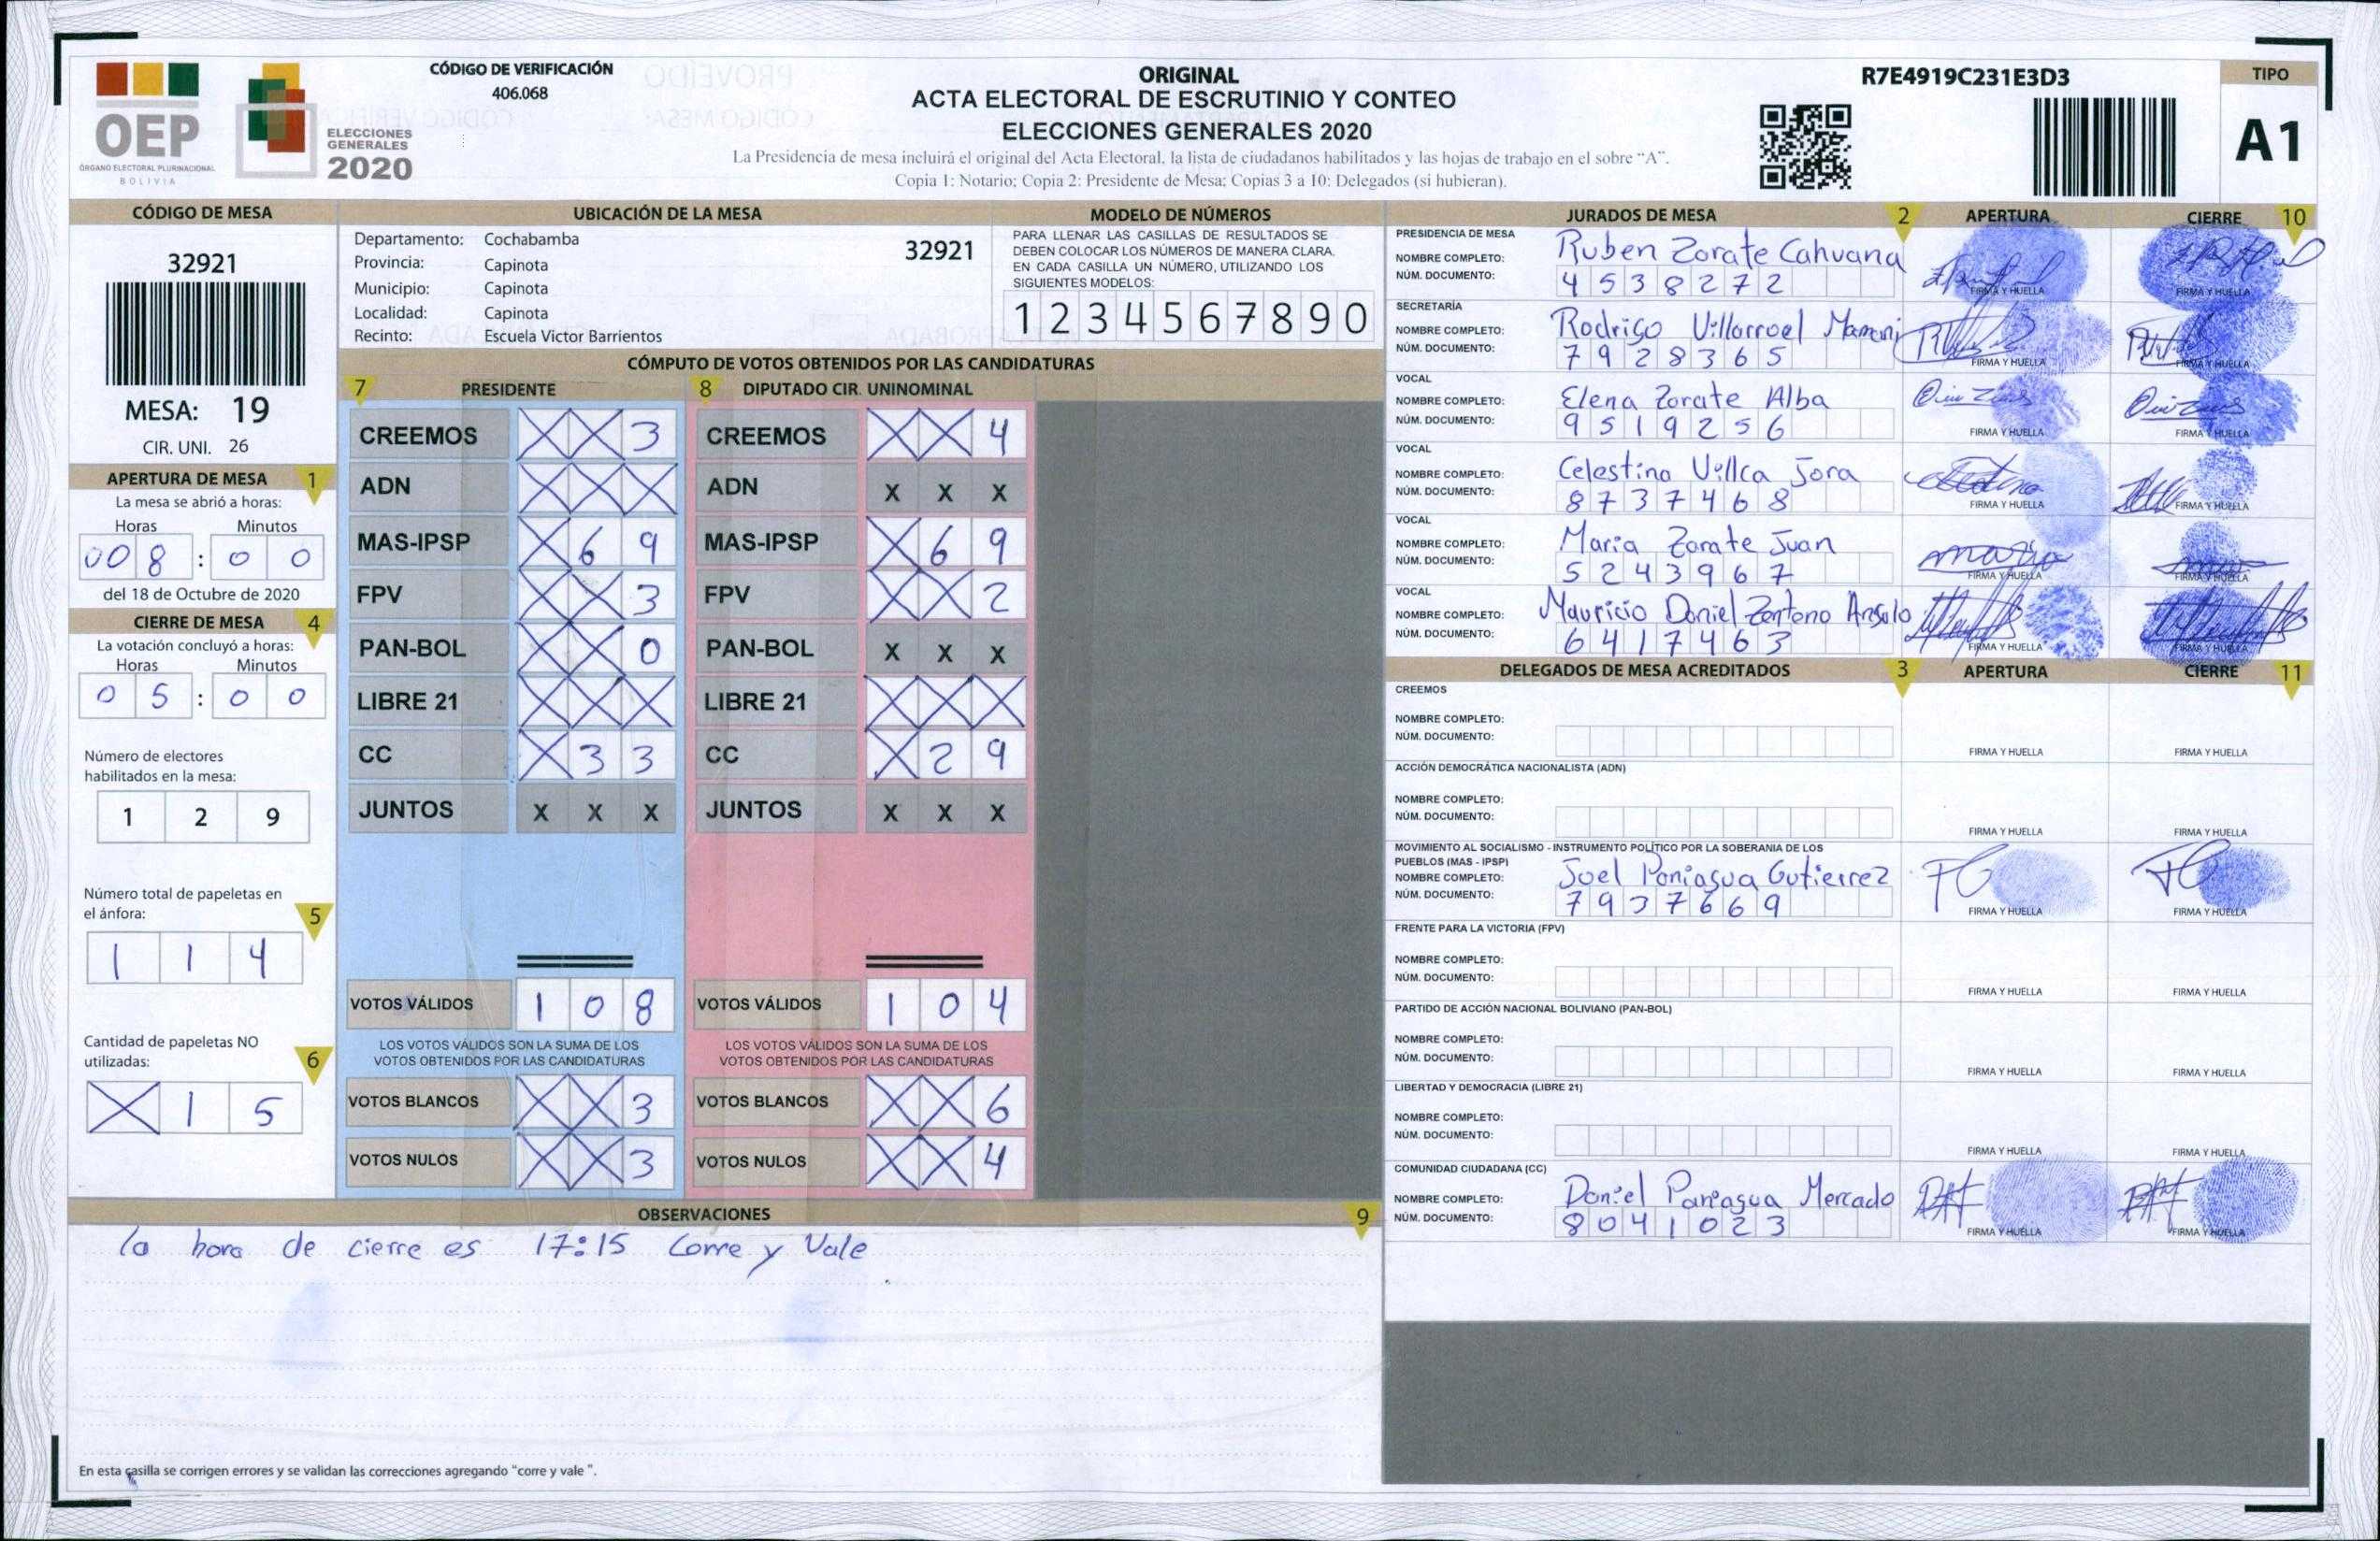 CÓDIGO DE VERIFICACIÓN
406.068
OEP
ÓRGANO ELECTORAL PLURINACIONAL
BOLIVIA
ELECCIONES
GENERALES
2020
ORIGINAL
ACTA ELECTORAL DE ESCRUTINIO Y CONTEO
ELECCIONES GENERALES 2020
La Presidencia de mesa incluirá el original del Acta Electoral, la lista de ciudadanos habilitados y las hojas de trabajo en el sobre "A".
Copia 1: Notario; Copia 2: Presidente de Mesa; Copias 3 a 10: Delegados (si hubieran).
R7E4919C231E3D3
TIPO
A1
CÓDIGO DE MESA
32921
MESA: 19
CIR. UNI. 26
APERTURA DE MESA 1
La mesa se abrió a horas:
Horas Minutos
008 : 00
del 18 de Octubre de 2020
CIERRE DE MESA 4
La votación concluyó a horas:
Horas Minutos
05 : 00
Número de electores
habilitados en la mesa:
1 2 9
Número total de papeletas en
el ánfora: 5
1 1 4
Cantidad de papeletas NO
utilizadas: 6
X 1 5
UBICACIÓN DE LA MESA
Departamento: Cochabamba
32921
Provincia: Capinota
Municipio: Capinota
Localidad: Capinota
Recinto: Escuela Victor Barrientos
MODELO DE NÚMEROS
PARA LLENAR LAS CASILLAS DE RESULTADOS SE
DEBEN COLOCAR LOS NÚMEROS DE MANERA CLARA.
EN CADA CASILLA UN NÚMERO, UTILIZANDO LOS
SIGUIENTES MODELOS:
1 2 3 4 5 6 7 8 9 0
CÓMPUTO DE VOTOS OBTENIDOS POR LAS CANDIDATURAS
7 PRESIDENTE 8 DIPUTADO CIR. UNINOMINAL
CREEMOS X X 3 CREEMOS X X 4
ADN X X X ADN X X X
MAS-IPSP X 6 9 MAS-IPSP X 6 9
FPV X X 3 FPV X X 2
PAN-BOL X X 0 PAN-BOL X X X
LIBRE 21 X X X LIBRE 21 X X X
CC X 3 3 CC X 2 9
JUNTOS X X X JUNTOS X X X
VOTOS VÁLIDOS 1 0 8 VOTOS VÁLIDOS 1 0 4
LOS VOTOS VÁLIDOS SON LA SUMA DE LOS
VOTOS OBTENIDOS POR LAS CANDIDATURAS
LOS VOTOS VÁLIDOS SON LA SUMA DE LOS
VOTOS OBTENIDOS POR LAS CANDIDATURAS
VOTOS BLANCOS X X 3 VOTOS BLANCOS X X 6
VOTOS NULOS X X 3 VOTOS NULOS X X 4
OBSERVACIONES 9
la hora de cierre es 17:15 Corre y Vale
En esta casilla se corrigen errores y se validan las correcciones agregando "corre y vale ".
JURADOS DE MESA 2 APERTURA CIERRE 10
PRESIDENCIA DE MESA
NOMBRE COMPLETO: Ruben Zorate Cahuana
NÚM. DOCUMENTO: 4538272
FIRMA Y HUELLA FIRMA Y HUELLA
SECRETARÍA
NOMBRE COMPLETO: Rodrigo Villarroel Mamani
NÚM. DOCUMENTO: 7928365
FIRMA Y HUELLA FIRMA Y HUELLA
VOCAL
NOMBRE COMPLETO: Elena Zorate Alba
NÚM. DOCUMENTO: 9519256
FIRMA Y HUELLA FIRMA Y HUELLA
VOCAL
NOMBRE COMPLETO: Celestino Villca Jora
NÚM. DOCUMENTO: 8737468
FIRMA Y HUELLA FIRMA Y HUELLA
VOCAL
NOMBRE COMPLETO: Maria Zorate Juan
NÚM. DOCUMENTO: 5243967
FIRMA Y HUELLA FIRMA Y HUELLA
VOCAL
NOMBRE COMPLETO: Mauricio Daniel Zenteno Angulo
NÚM. DOCUMENTO: 6417463
FIRMA Y HUELLA FIRMA Y HUELLA
DELEGADOS DE MESA ACREDITADOS 3 APERTURA CIERRE 11
CREEMOS
NOMBRE COMPLETO:
NÚM. DOCUMENTO:
FIRMA Y HUELLA FIRMA Y HUELLA
ACCIÓN DEMOCRÁTICA NACIONALISTA (ADN)
NOMBRE COMPLETO:
NÚM. DOCUMENTO:
FIRMA Y HUELLA FIRMA Y HUELLA
MOVIMIENTO AL SOCIALISMO - INSTRUMENTO POLÍTICO POR LA SOBERANIA DE LOS
PUEBLOS (MAS - IPSP)
NOMBRE COMPLETO: Joel Paniagua Gutierrez
NÚM. DOCUMENTO: 7937669
FIRMA Y HUELLA FIRMA Y HUELLA
FRENTE PARA LA VICTORIA (FPV)
NOMBRE COMPLETO:
NÚM. DOCUMENTO:
FIRMA Y HUELLA FIRMA Y HUELLA
PARTIDO DE ACCIÓN NACIONAL BOLIVIANO (PAN-BOL)
NOMBRE COMPLETO:
NÚM. DOCUMENTO:
FIRMA Y HUELLA FIRMA Y HUELLA
LIBERTAD Y DEMOCRACIA (LIBRE 21)
NOMBRE COMPLETO:
NÚM. DOCUMENTO:
FIRMA Y HUELLA FIRMA Y HUELLA
COMUNIDAD CIUDADANA (CC)
NOMBRE COMPLETO: Daniel Paniagua Mercado
NÚM. DOCUMENTO: 8041023
FIRMA Y HUELLA FIRMA Y HUELLA